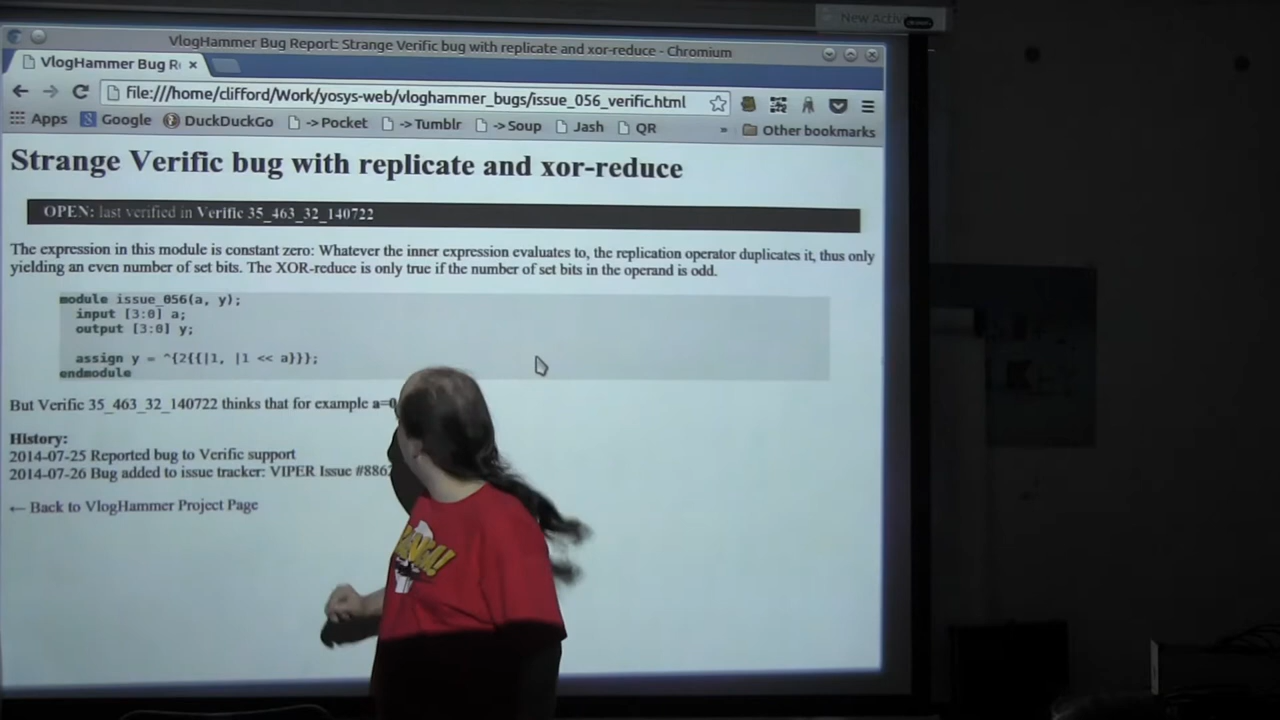 New Activ
VlogHammer Bug Report: Strange Verific bug with replicate and xor-reduce - Chromium
VlogHammer Bug R
file:///home/clifford/Work/yosys-web/vloghammer_bugs/issue_056_verific.html
Apps Google DuckDuckGo ->Pocket ->Tumblr ->Soup Jash QR » Other bookmarks
Strange Verific bug with replicate and xor-reduce
OPEN: last verified in Verific 35_463_32_140722
The expression in this module is constant zero: Whatever the inner expression evaluates to, the replication operator duplicates it, thus only
yielding an even number of set bits. The XOR-reduce is only true if the number of set bits in the operand is odd.
module issue_056(a, y);
input [3:0] a;
output [3:0] y;
assign y = ^{2{{|1, |1 << a}}};
endmodule
But Verific 35_463_32_140722 thinks that for example a=0
History:
2014-07-25 Reported bug to Verific support
2014-07-26 Bug added to issue tracker: VIPER Issue #886
← Back to VlogHammer Project Page